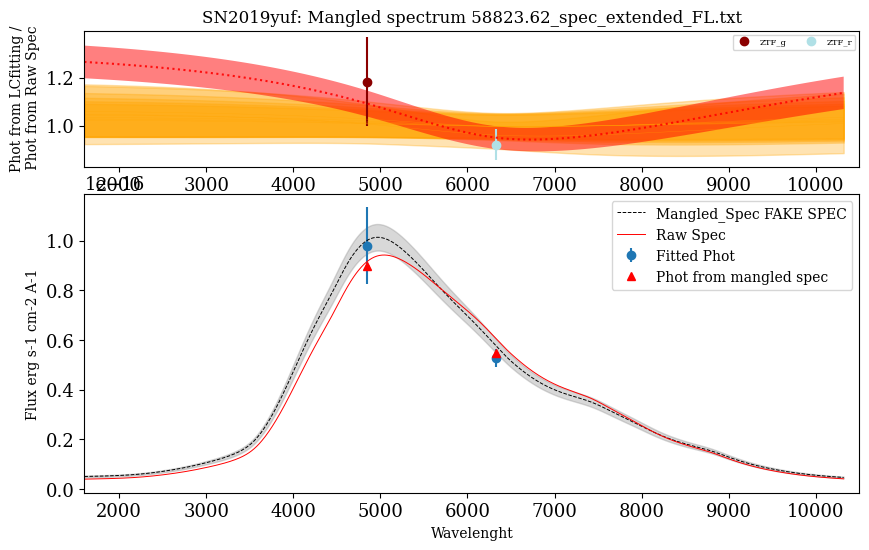 SN2019yuf: Mangled spectrum 58823.62_spec_extended_FL.txt
Phot from LCfitting /
Phot from Raw Spec
1.2
1.0
ZTF_g ZTF_r
2000 3000 4000 5000 6000 7000 8000 9000 10000
1e−16
Flux erg s-1 cm-2 A-1
1.0
0.8
0.6
0.4
0.2
0.0
Mangled_Spec FAKE SPEC
Raw Spec
Fitted Phot
Phot from mangled spec
2000 3000 4000 5000 6000 7000 8000 9000 10000
Wavelenght